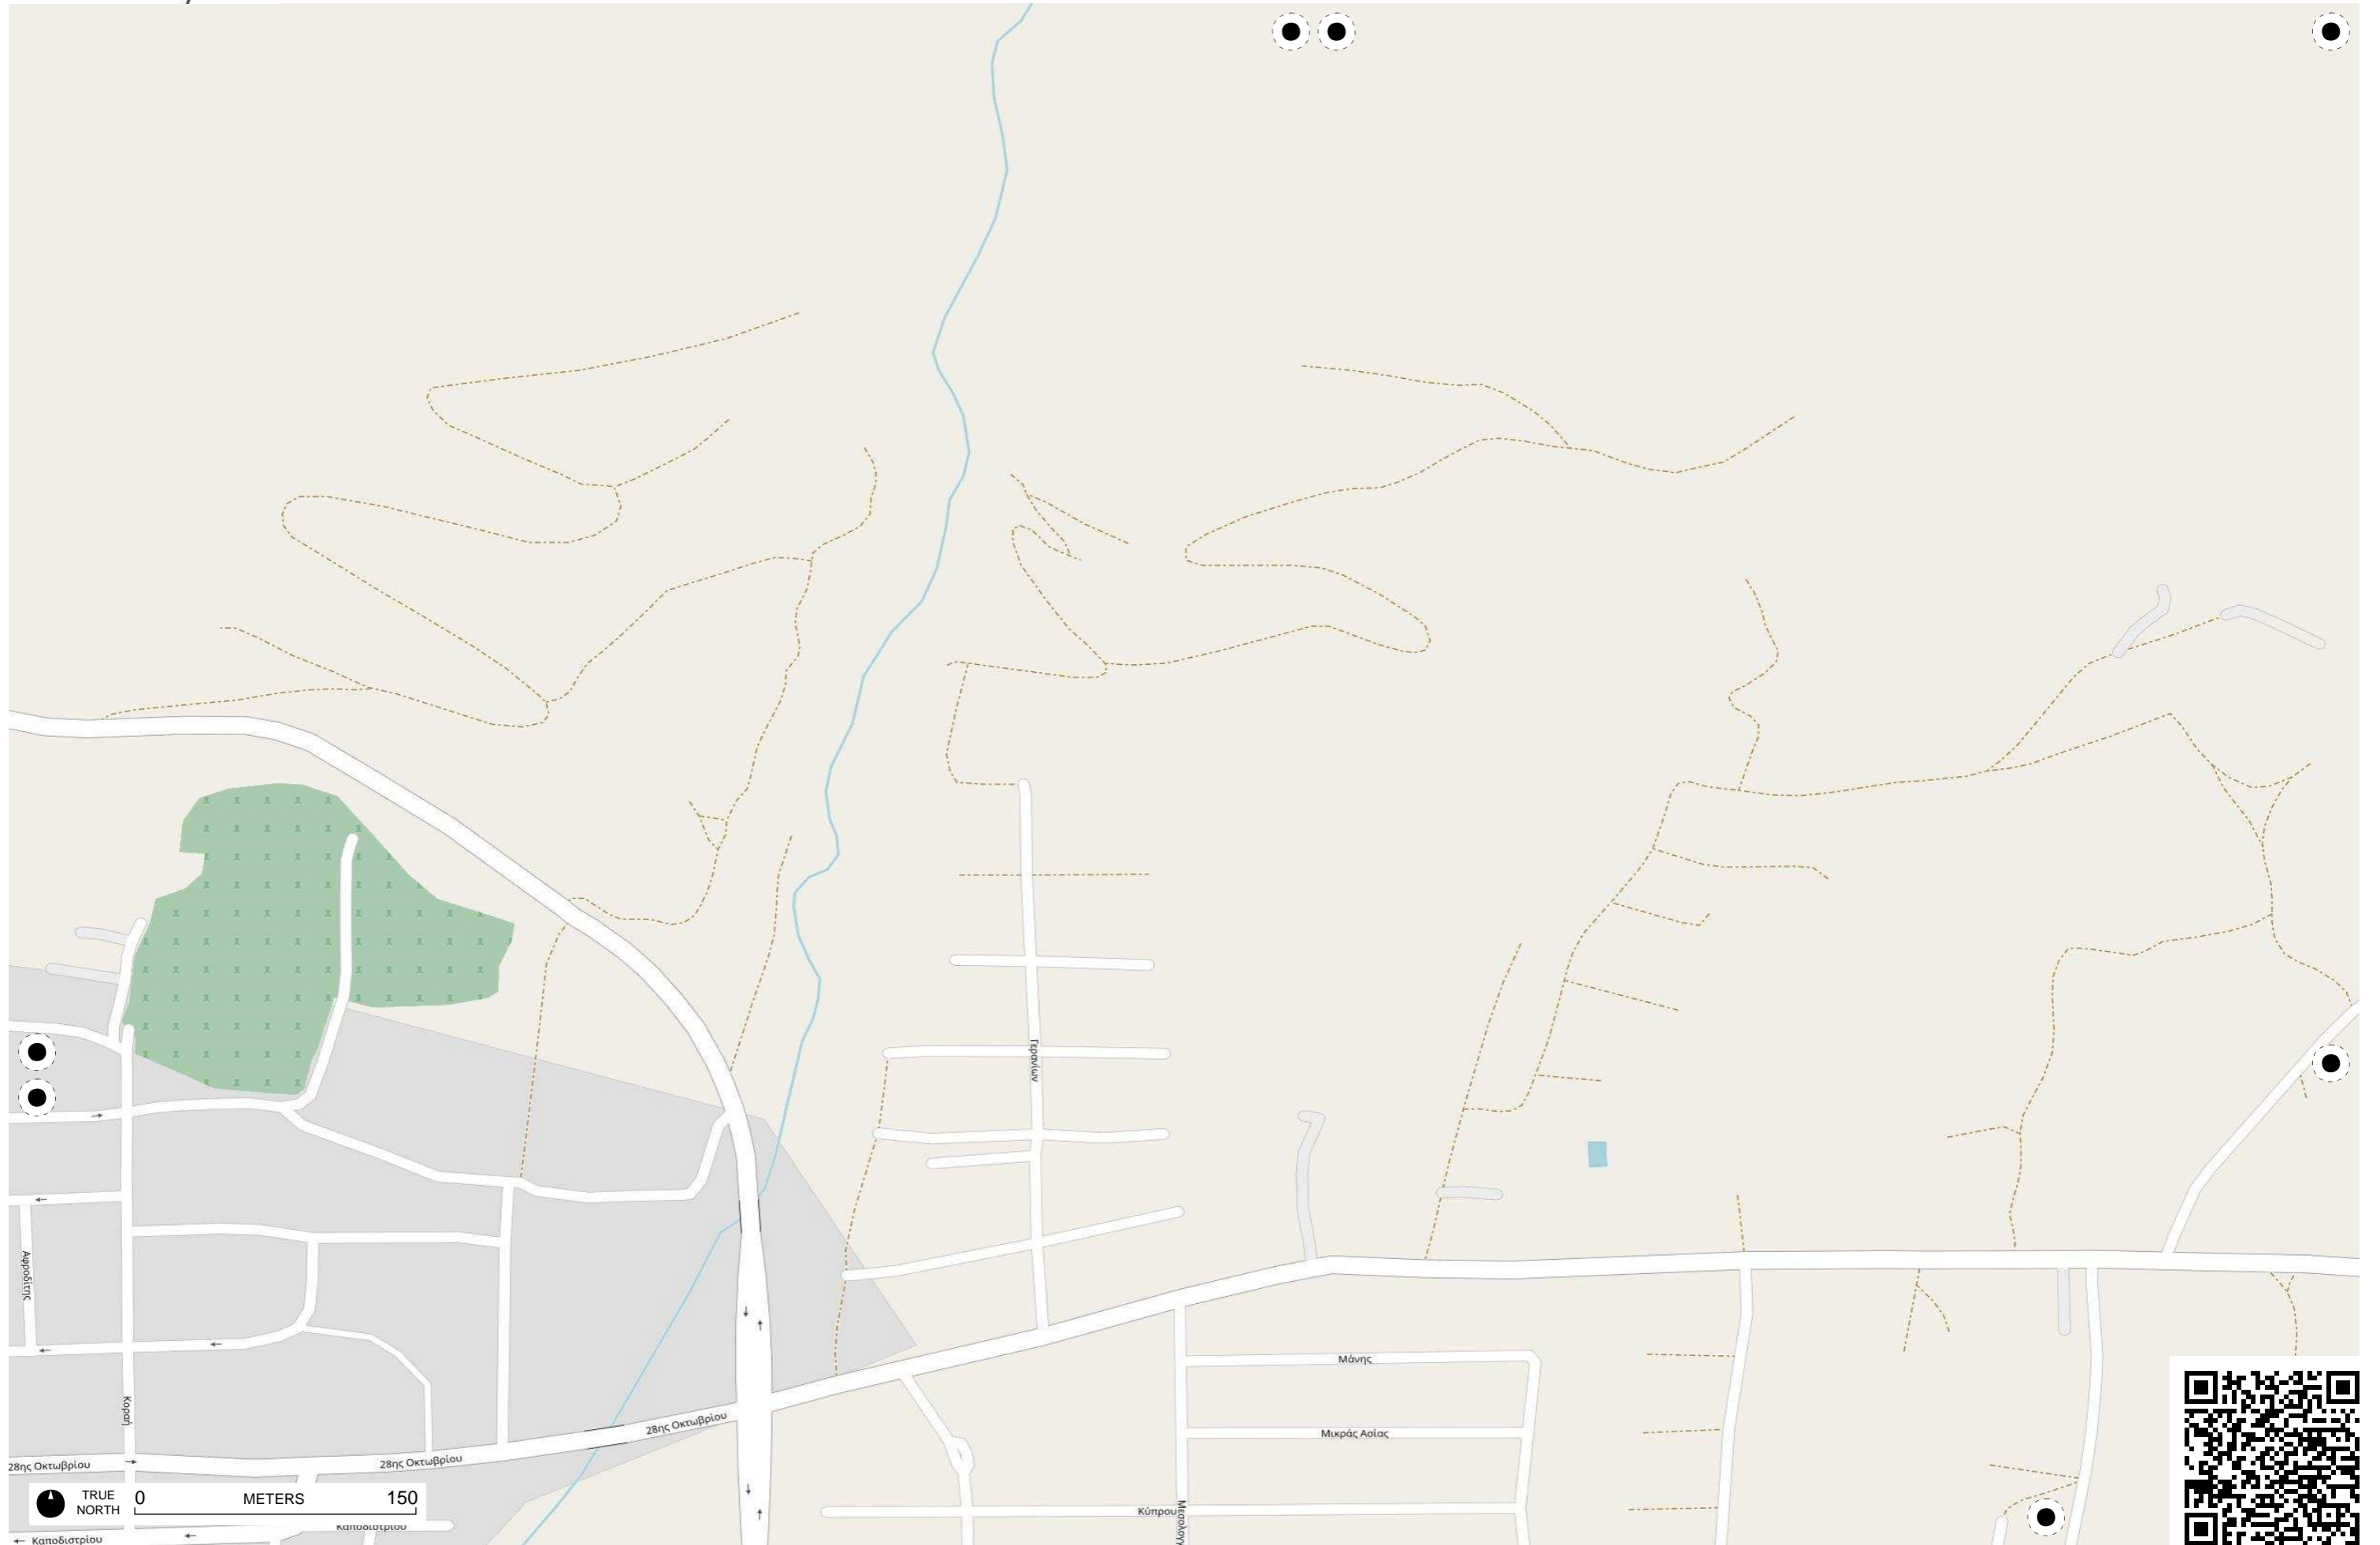 Γερανίων
Αφροδίτης
Μάνης
Κοραή
28ης Οκτωβρίου
Μικράς Ασίας
28ης Οκτωβρίου
28ης Οκτωβρίου
TRUE
NORTH
0 METERS 150
Κύπρου
Καποδιστρίου
Καποδιστρίου